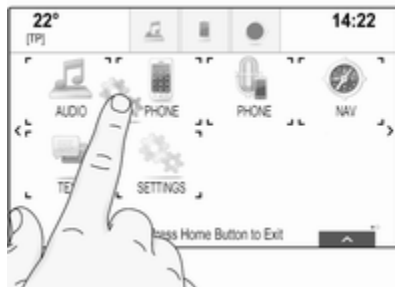 22° 14:22
[TP]
AUDIO PHONE PHONE NAV
SETTINGS
Home Button to Exit